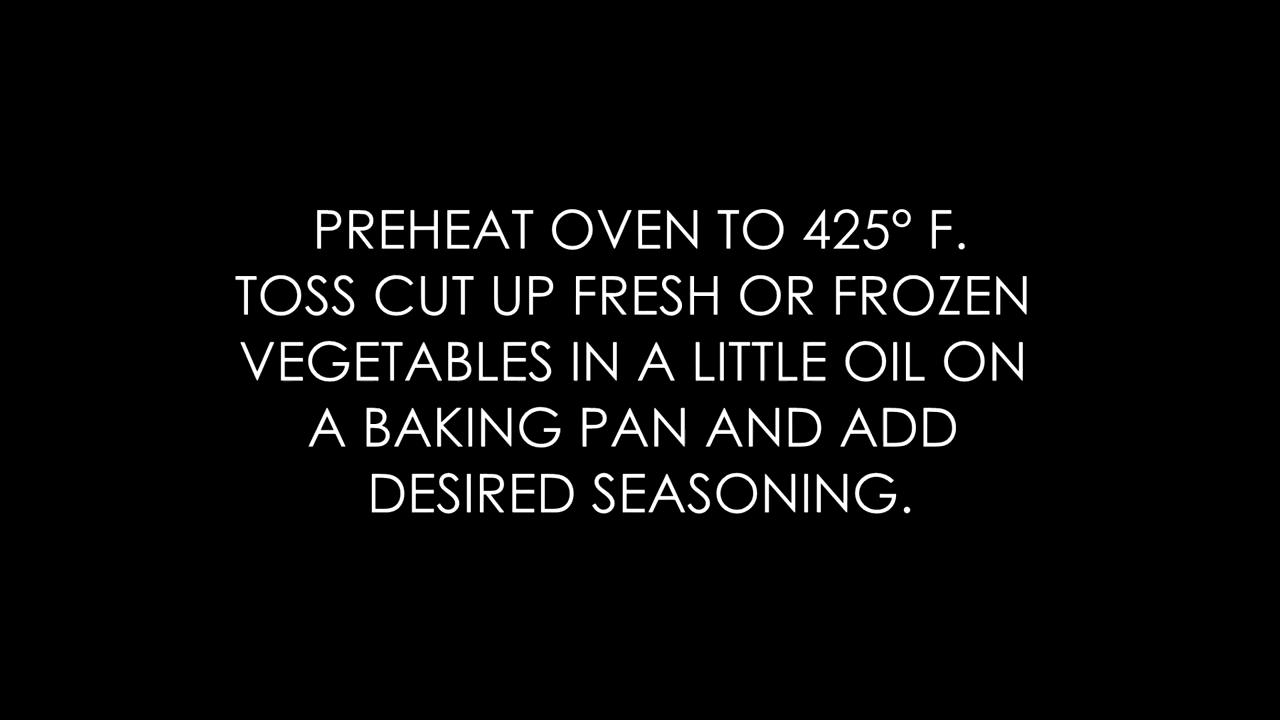 PREHEAT OVEN TO 425° F.
TOSS CUT UP FRESH OR FROZEN
VEGETABLES IN A LITTLE OIL ON
A BAKING PAN AND ADD
DESIRED SEASONING.